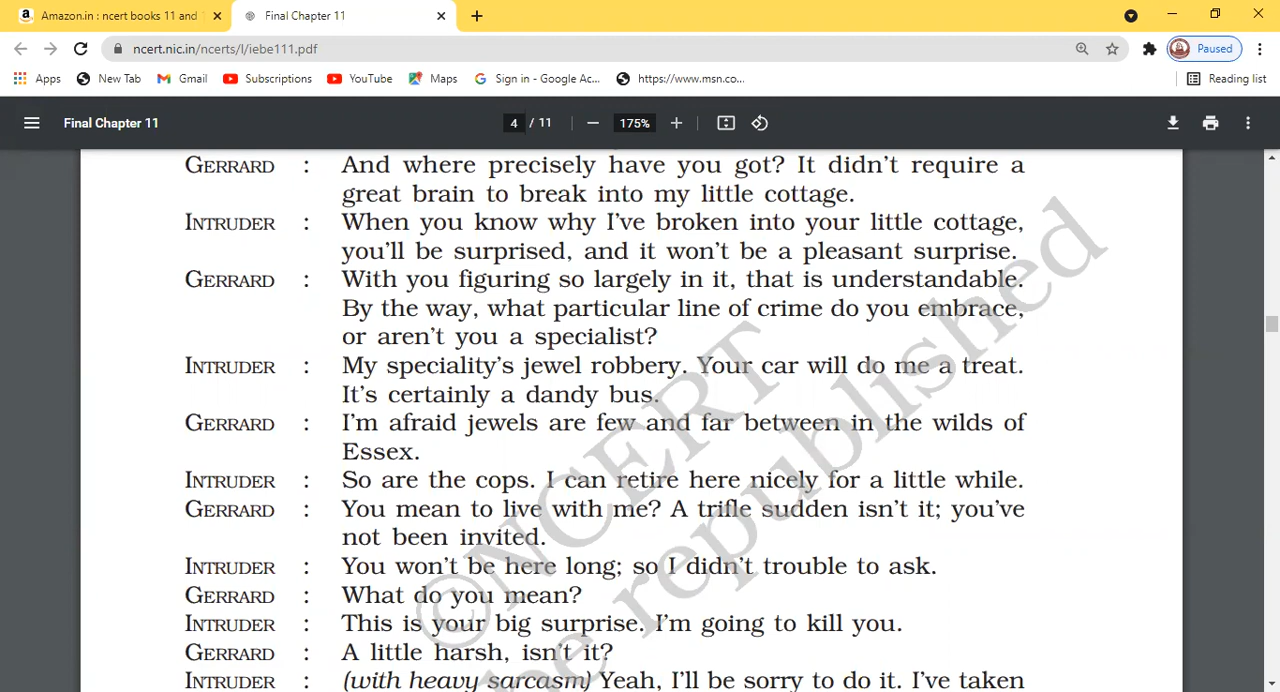 Amazon.in : ncert books 11 and
Final Chapter 11
ncert.nic.in/ncerts/l/iebe111.pdf
Paused
Apps
New Tab
Gmail
Subscriptions
YouTube
Maps
Sign in - Google Ac...
https://www.msn.co...
Reading list
Final Chapter 11
4 / 11
175%
GERRARD : And where precisely have you got? It didn't require a
great brain to break into my little cottage.
INTRUDER : When you know why I've broken into your little cottage,
you'll be surprised, and it won't be a pleasant surprise.
GERRARD : With you figuring so largely in it, that is understandable.
By the way, what particular line of crime do you embrace,
or aren't you a specialist?
INTRUDER : My speciality's jewel robbery. Your car will do me a treat.
It's certainly a dandy bus.
GERRARD : I'm afraid jewels are few and far between in the wilds of
Essex.
INTRUDER : So are the cops. I can retire here nicely for a little while.
GERRARD : You mean to live with me? A trifle sudden isn't it; you've
not been invited.
INTRUDER : You won't be here long; so I didn't trouble to ask.
GERRARD : What do you mean?
INTRUDER : This is your big surprise. I'm going to kill you.
GERRARD : A little harsh, isn't it?
INTRUDER : (with heavy sarcasm) Yeah, I'll be sorry to do it. I've taken
©NCERT
be republished